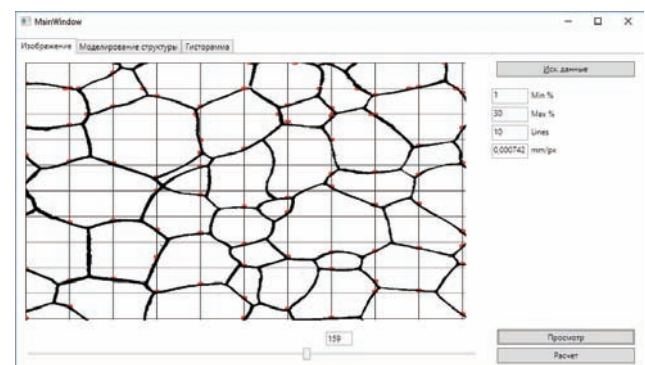 MainWindow
Изображение Моделирование структуры Гисторамма
Исх. данные
1 Min %
30 Max %
10 Lines
0,000742 mm/px
159
Просмотр
Расчет